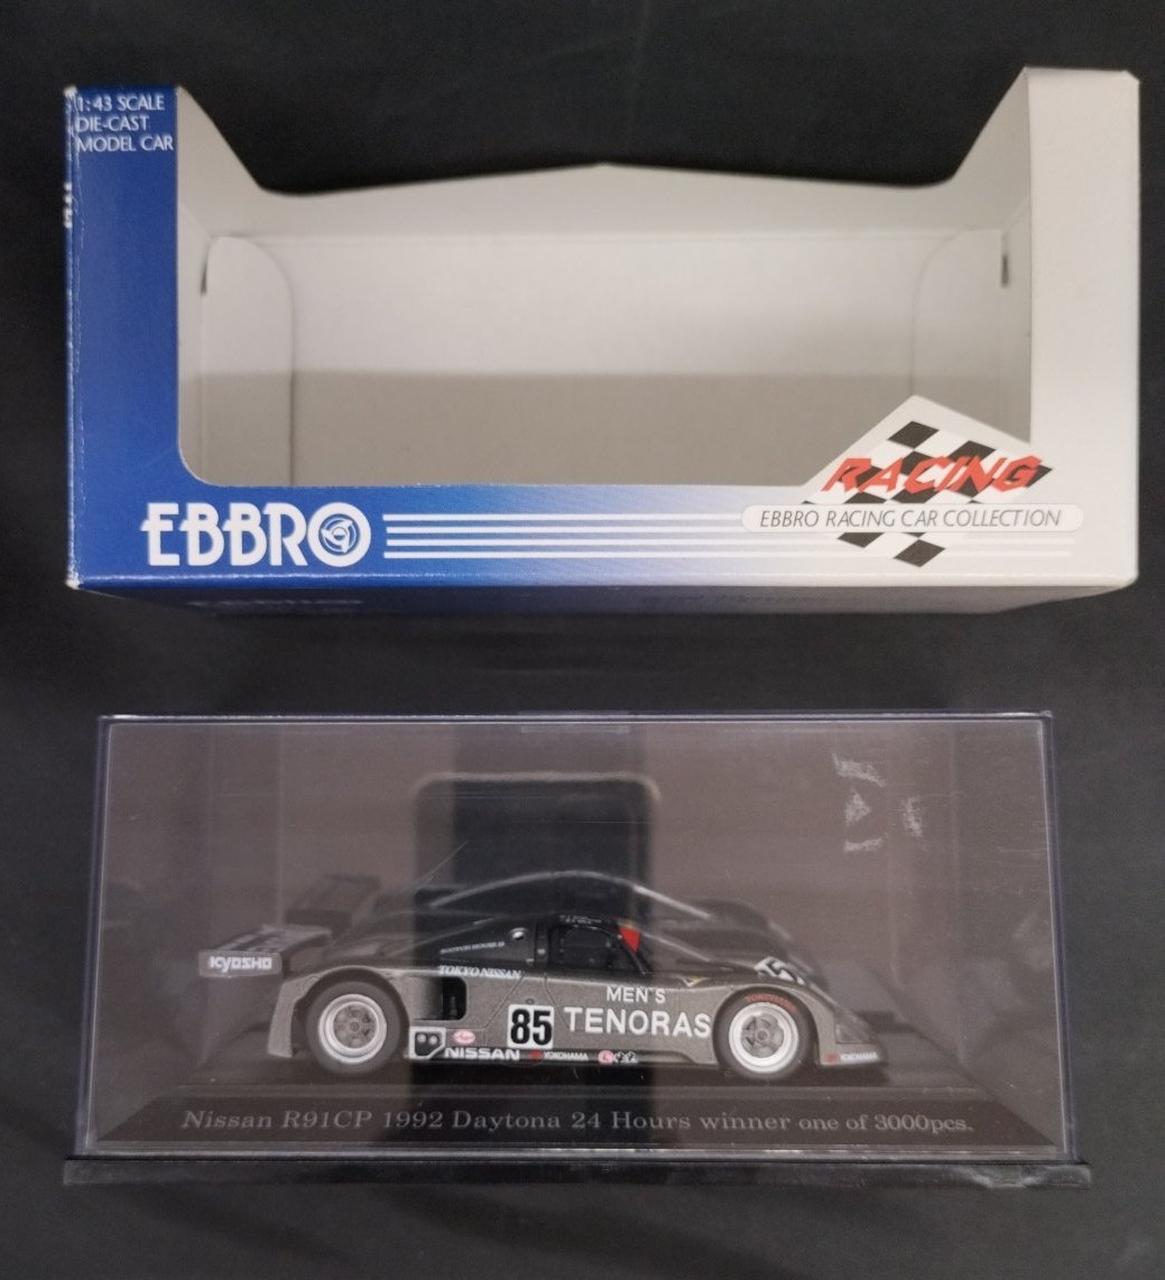 1:43 SCALE
DIE-CAST
MODEL CAR
RACING
EBBRO RACING CAR COLLECTION
EBBRO
KYOSHO
TOKYO NISSAN
MEN'S
TENORAS
85
NISSAN
YOKOHAMA
YOKOHAMA
Nissan R91CP 1992 Daytona 24 Hours winner one of 3000pcs.